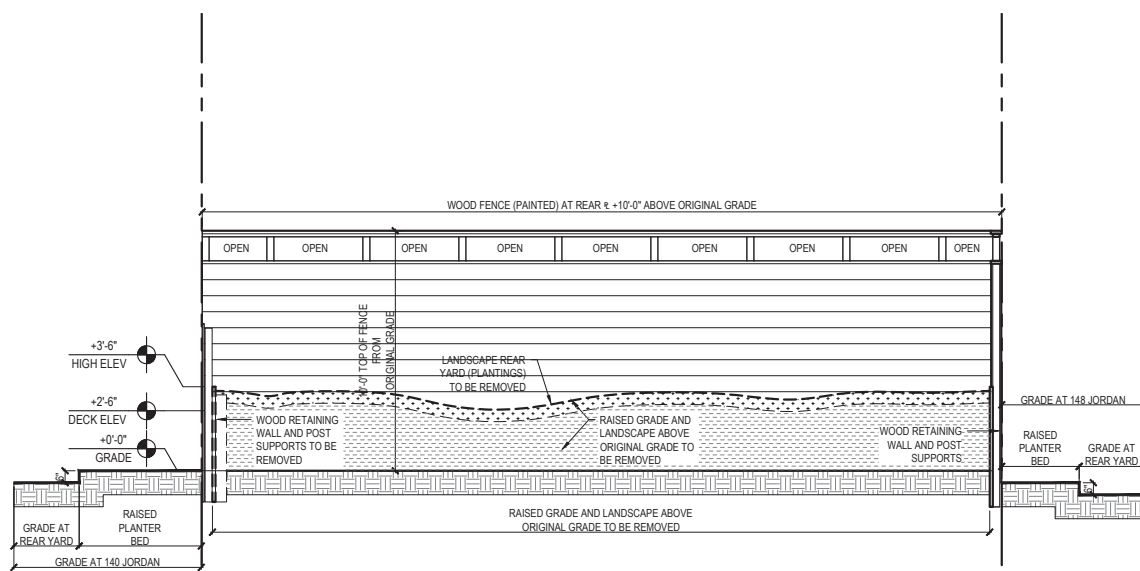 WOOD FENCE (PAINTED) AT REAR ℄ +10'-0" ABOVE ORIGINAL GRADE
OPEN
OPEN
OPEN
OPEN
OPEN
OPEN
OPEN
OPEN
OPEN
TOP OF FENCE
FROM
ORIGINAL GRADE
+3'-6"
HIGH ELEV
+2'-6"
DECK ELEV
+0'-0"
GRADE
LANDSCAPE REAR
YARD (PLANTINGS)
TO BE REMOVED
WOOD RETAINING
WALL AND POST
SUPPORTS TO BE
REMOVED
RAISED GRADE AND
LANDSCAPE ABOVE
ORIGINAL GRADE TO
BE REMOVED
WOOD RETAINING
WALL AND POST
SUPPORTS
GRADE AT 148 JORDAN
RAISED
PLANTER
BED
GRADE AT
REAR YARD
GRADE AT
REAR YARD
RAISED
PLANTER
BED
GRADE AT 140 JORDAN
RAISED GRADE AND LANDSCAPE ABOVE
ORIGINAL GRADE TO BE REMOVED